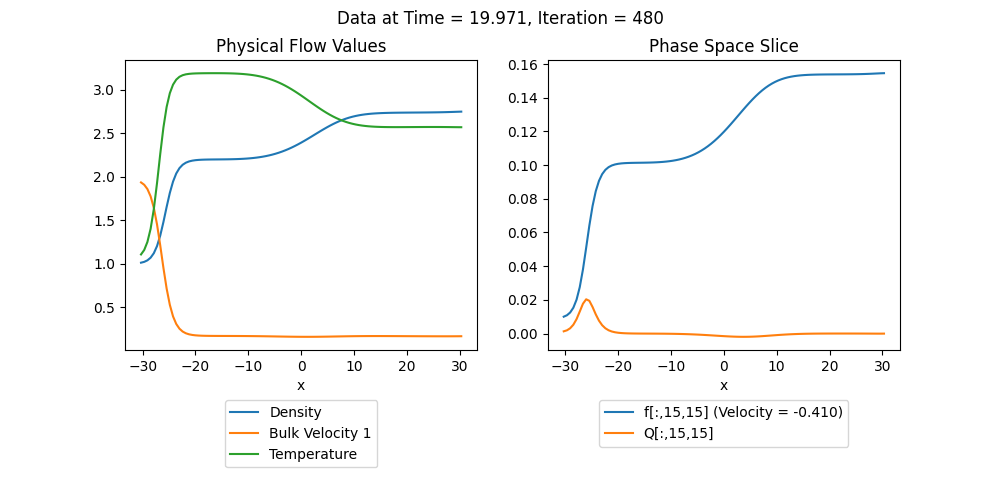 Data at Time = 19.971, Iteration = 480
Physical Flow Values
3.0
2.5
2.0
1.5
1.0
0.5
−30
−20
−10
0
10
20
30
x
Density
Bulk Velocity 1
Temperature
Phase Space Slice
0.16
0.14
0.12
0.10
0.08
0.06
0.04
0.02
0.00
−30
−20
−10
0
10
20
30
x
f[:,15,15] (Velocity = -0.410)
Q[:,15,15]